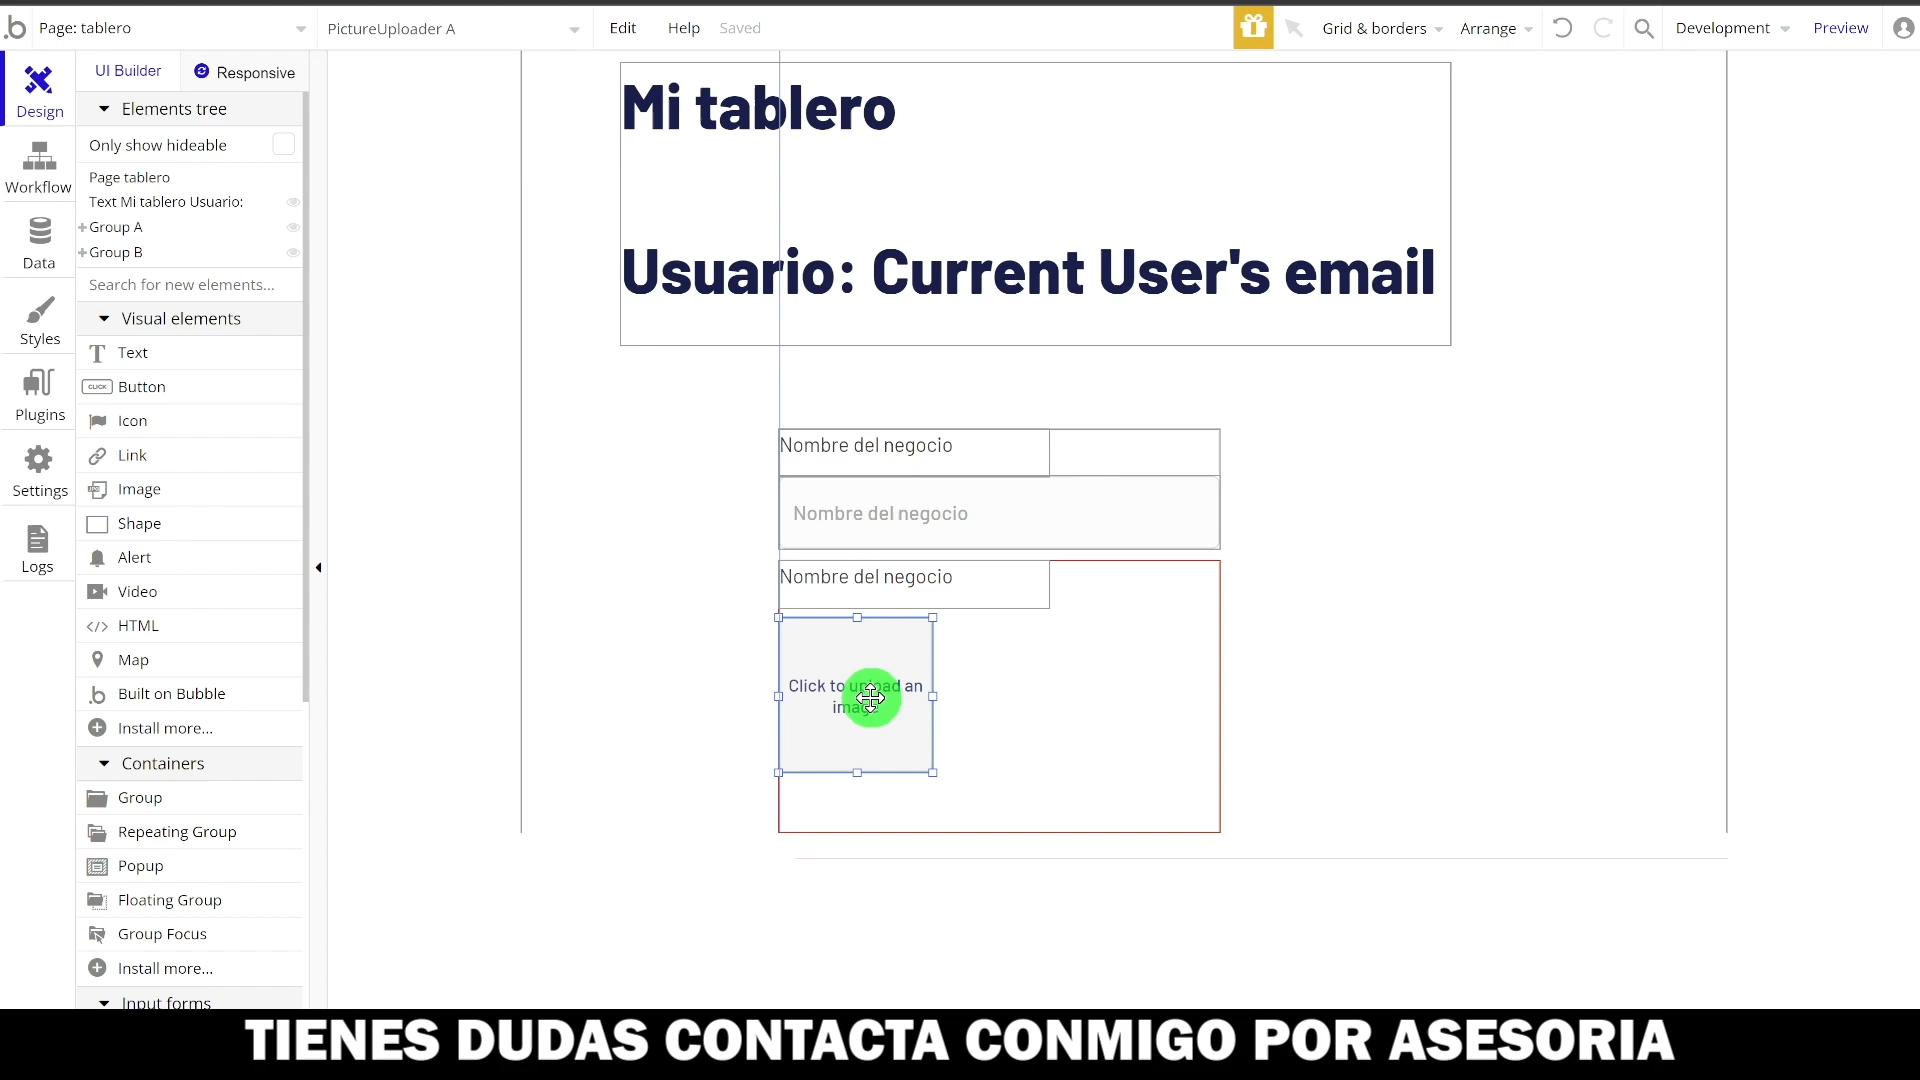 b Page: tablero PictureUploader A Edit Help Saved Grid & borders Arrange Development Preview
UI Builder Responsive
Design
Workflow
Data
Styles
Plugins
Settings
Logs
Elements tree
Only show hideable
Page tablero
Text Mi tablero Usuario:
Group A
Group B
Search for new elements...
Visual elements
Text
CLICK Button
Icon
Link
Image
Shape
Alert
Video
</> HTML
Map
b Built on Bubble
Install more...
Containers
Group
Repeating Group
Popup
Floating Group
Group Focus
Install more...
Input forms
Mi tablero
Usuario: Current User's email
Nombre del negocio
Nombre del negocio
Nombre del negocio
Click to upload an
image
TIENES DUDAS CONTACTA CONMIGO POR ASESORIA